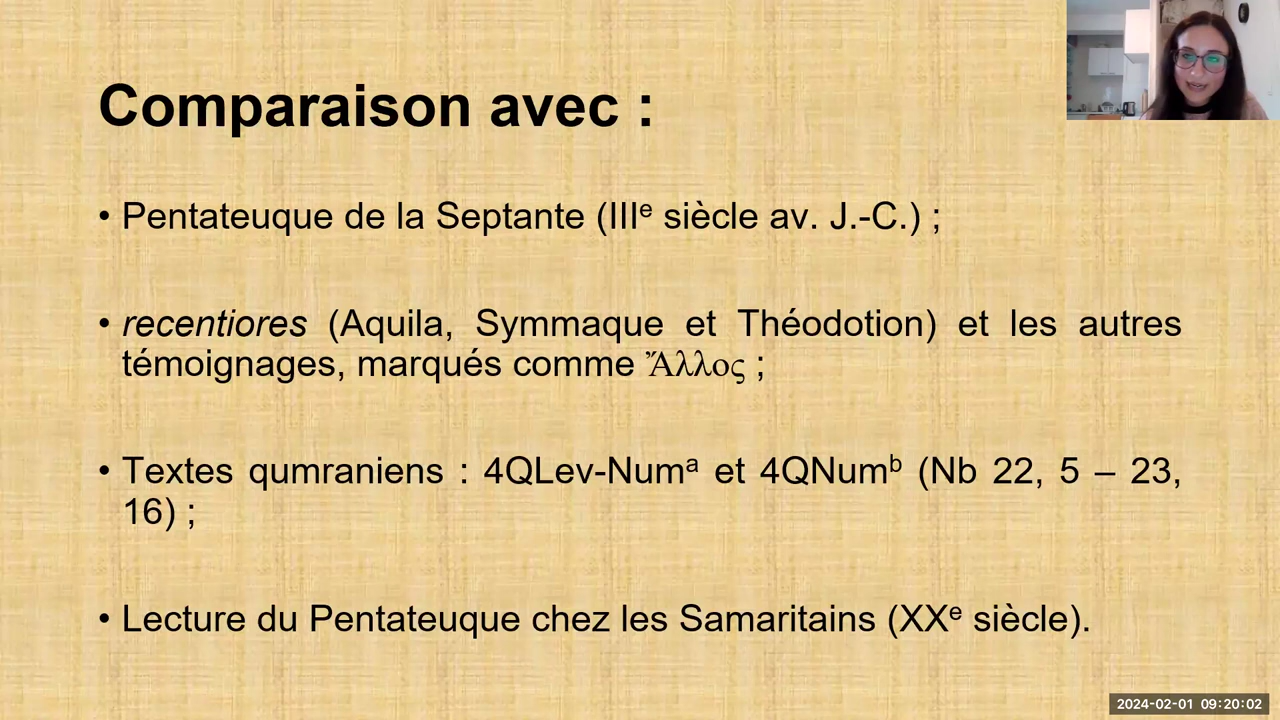 Comparaison avec :
• Pentateuque de la Septante (IIIᵉ siècle av. J.-C.) ;
• recentiores (Aquila, Symmaque et Théodotion) et les autres
témoignages, marqués comme Ἄλλος ;
• Textes qumraniens : 4QLev-Numᵃ et 4QNumᵇ (Nb 22, 5 – 23,
16) ;
• Lecture du Pentateuque chez les Samaritains (XXᵉ siècle).
2024-02-01 09:20:02